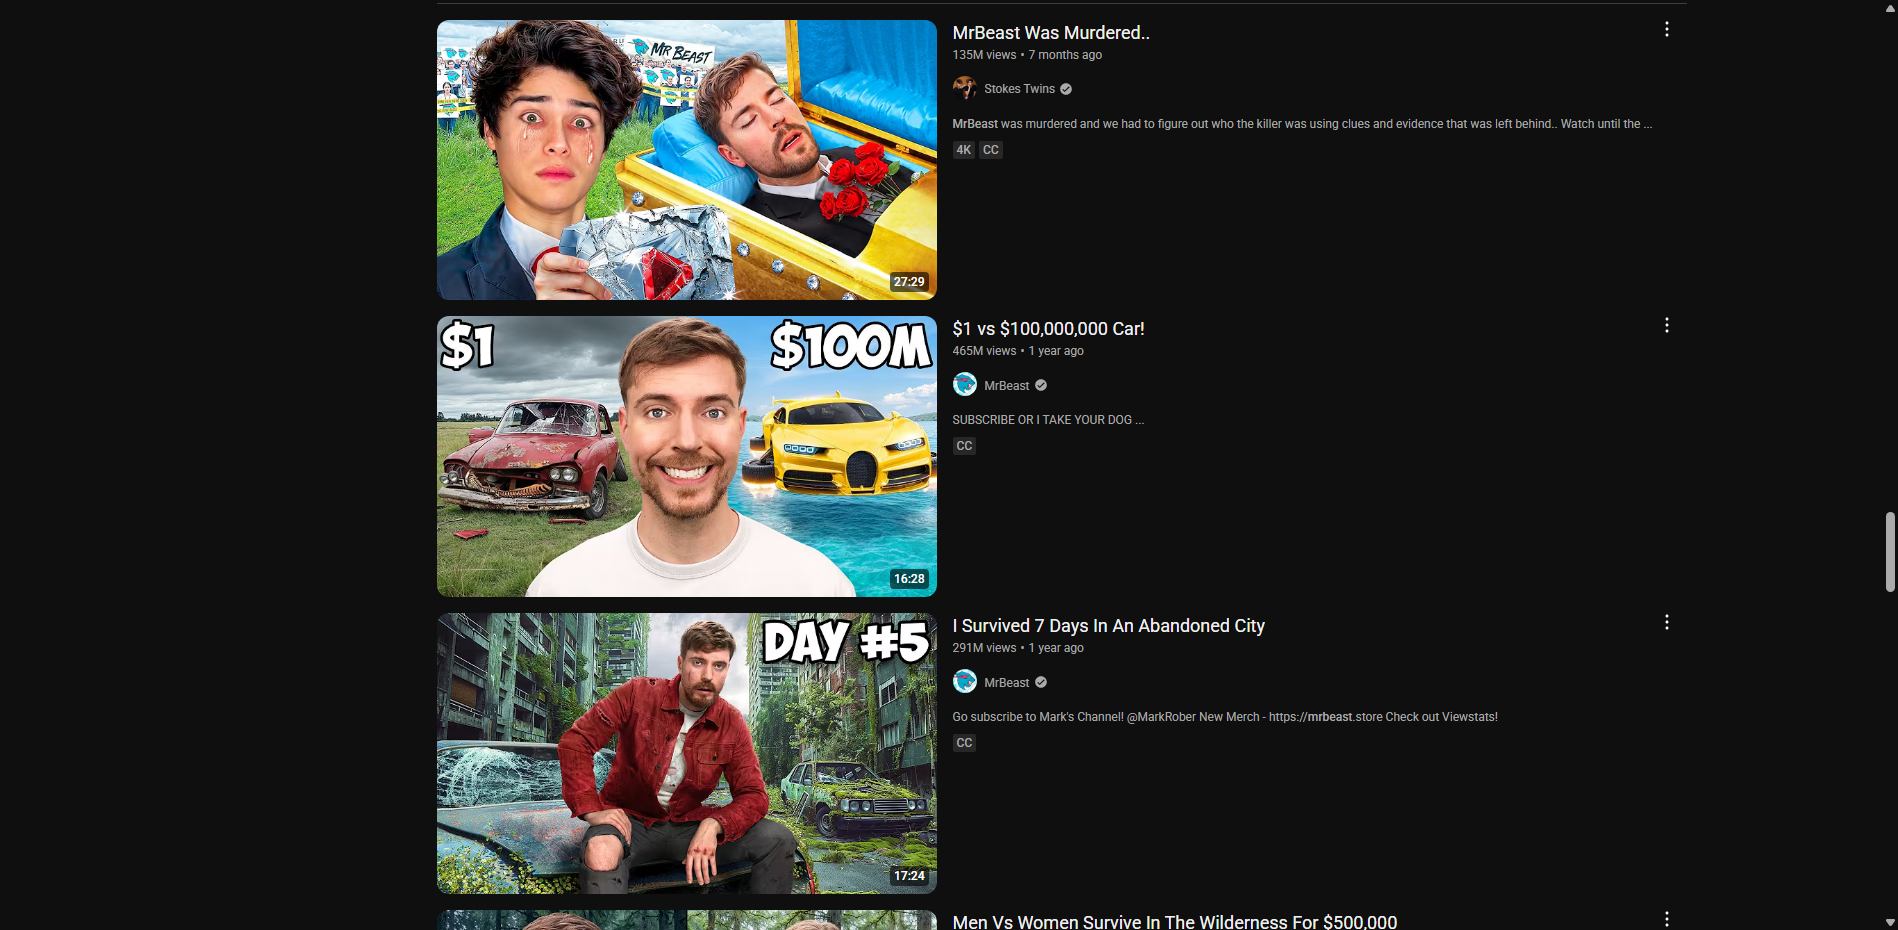 MR BEAST
27:29
MrBeast Was Murdered..
135M views • 7 months ago
Stokes Twins
MrBeast was murdered and we had to figure out who the killer was using clues and evidence that was left behind.. Watch until the ...
4K CC
$1 $100M
16:28
$1 vs $100,000,000 Car!
465M views • 1 year ago
MrBeast
SUBSCRIBE OR I TAKE YOUR DOG ...
CC
DAY #5
17:24
I Survived 7 Days In An Abandoned City
291M views • 1 year ago
MrBeast
Go subscribe to Mark's Channel! @MarkRober New Merch - https://mrbeast.store Check out Viewstats!
CC
Men Vs Women Survive In The Wilderness For $500,000